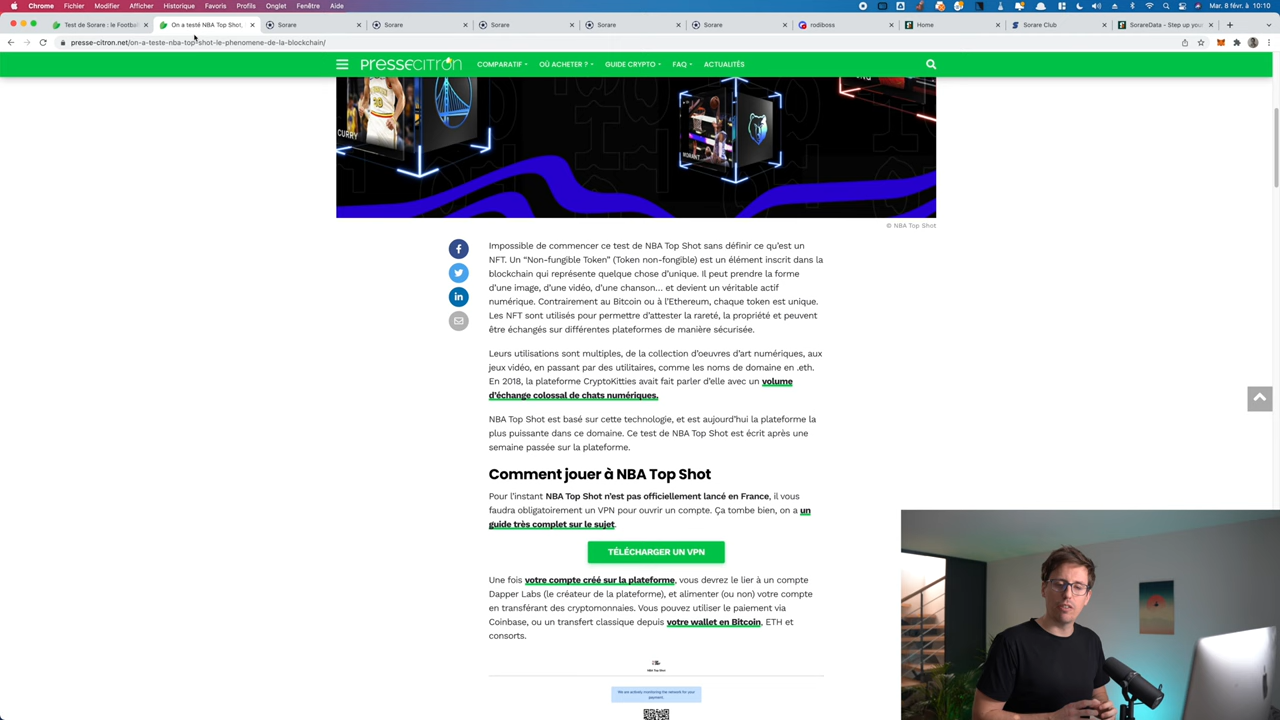 Chrome Fichier Modifier Afficher Historique Favoris Profils Onglet Fenêtre Aide
Mar. 8 févr. à 10:10
Test de Sorare : le Footbal
On a testé NBA Top Shot,
Sorare
Sorare
Sorare
Sorare
Sorare
rodiboss
Home
Sorare Club
SorareData - Step up your
presse-citron.net/on-a-teste-nba-top-shot-le-phenomene-de-la-blockchain/
PRESSE-CITRON
COMPARATIF
OÙ ACHETER ?
GUIDE CRYPTO
FAQ
ACTUALITÉS
CURRY
MORANT
© NBA Top Shot
Impossible de commencer ce test de NBA Top Shot sans définir ce qu'est un
NFT. Un “Non-fungible Token” (Token non-fongible) est un élément inscrit dans la
blockchain qui représente quelque chose d'unique. Il peut prendre la forme
d'une image, d'une vidéo, d'une chanson… et devient un véritable actif
numérique. Contrairement au Bitcoin ou à l'Ethereum, chaque token est unique.
Les NFT sont utilisés pour permettre d'attester la rareté, la propriété et peuvent
être échangés sur différentes plateformes de manière sécurisée.
Leurs utilisations sont multiples, de la collection d'oeuvres d'art numériques, aux
jeux vidéo, en passant par des utilitaires, comme les noms de domaine en .eth.
En 2018, la plateforme CryptoKitties avait fait parler d'elle avec un volume
d'échange colossal de chats numériques.
NBA Top Shot est basé sur cette technologie, et est aujourd'hui la plateforme la
plus puissante dans ce domaine. Ce test de NBA Top Shot est écrit après une
semaine passée sur la plateforme.
Comment jouer à NBA Top Shot
Pour l'instant NBA Top Shot n'est pas officiellement lancé en France, il vous
faudra obligatoirement un VPN pour ouvrir un compte. Ça tombe bien, on a un
guide très complet sur le sujet.
TÉLÉCHARGER UN VPN
Une fois votre compte créé sur la plateforme, vous devrez le lier à un compte
Dapper Labs (le créateur de la plateforme), et alimenter (ou non) votre compte
en transférant des cryptomonnaies. Vous pouvez utiliser le paiement via
Coinbase, ou un transfert classique depuis votre wallet en Bitcoin, ETH et
consorts.
NBA Top Shot
We are actively monitoring the network for your
payment.